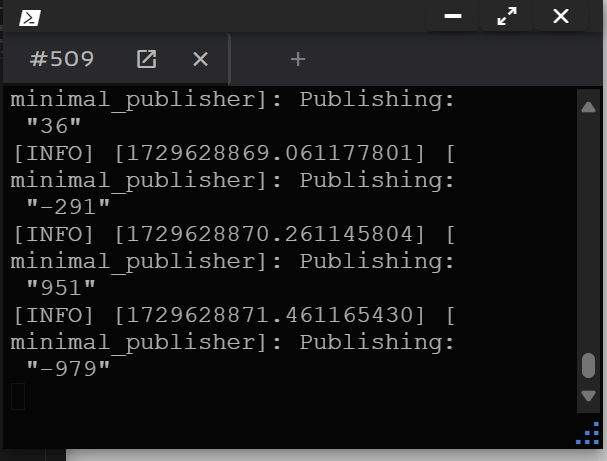 #509
minimal_publisher]: Publishing:
"36"
[INFO] [1729628869.061177801] [
minimal_publisher]: Publishing:
"-291"
[INFO] [1729628870.261145804] [
minimal_publisher]: Publishing:
"951"
[INFO] [1729628871.461165430] [
minimal_publisher]: Publishing:
"-979"